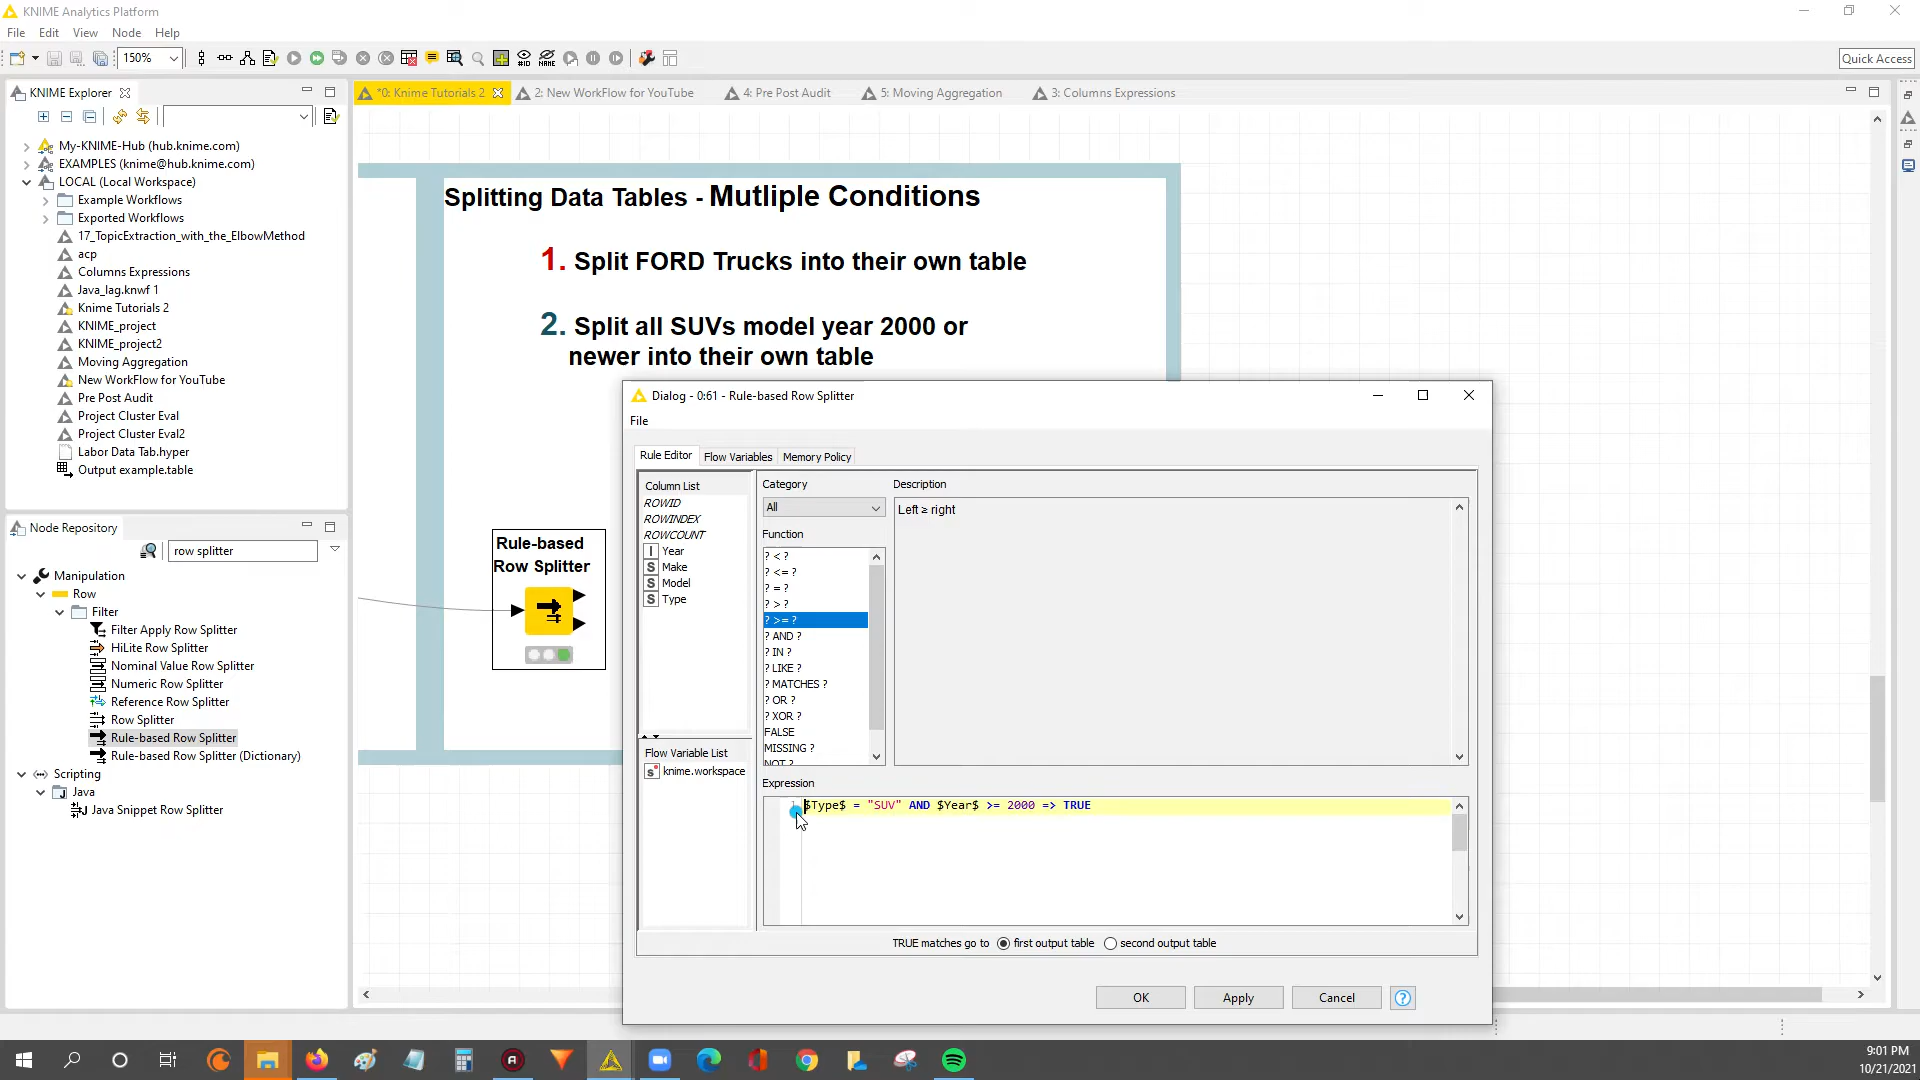 KNIME Analytics Platform
File Edit View Node Help
150% Quick Access
KNIME Explorer
*0: Knime Tutorials 2 2: New WorkFlow for YouTube 4: Pre Post Audit 5: Moving Aggregation 3: Columns Expressions
My-KNIME-Hub (hub.knime.com)
EXAMPLES (knime@hub.knime.com)
LOCAL (Local Workspace)
Example Workflows
Exported Workflows
17_TopicExtraction_with_the_ElbowMethod
acp
Columns Expressions
Java_lag.knwf 1
Knime Tutorials 2
KNIME_project
KNIME_project2
Moving Aggregation
New WorkFlow for YouTube
Pre Post Audit
Project Cluster Eval
Project Cluster Eval2
Labor Data Tab.hyper
Output example.table
Node Repository
row splitter
Manipulation
Row
Filter
Filter Apply Row Splitter
HiLite Row Splitter
Nominal Value Row Splitter
Numeric Row Splitter
Reference Row Splitter
Row Splitter
Rule-based Row Splitter
Rule-based Row Splitter (Dictionary)
Scripting
Java
Java Snippet Row Splitter
Splitting Data Tables - Mutliple Conditions
1. Split FORD Trucks into their own table
2. Split all SUVs model year 2000 or
newer into their own table
Rule-based
Row Splitter
Dialog - 0:61 - Rule-based Row Splitter
File
Rule Editor Flow Variables Memory Policy
Column List
ROWID
ROWINDEX
ROWCOUNT
I Year
S Make
S Model
S Type
Flow Variable List
s knime.workspace
Category
All
Function
? < ?
? <= ?
? = ?
? > ?
? >= ?
? AND ?
? IN ?
? LIKE ?
? MATCHES ?
? OR ?
? XOR ?
FALSE
MISSING ?
NOT ?
Description
Left ≥ right
Expression
1 $Type$ = "SUV" AND $Year$ >= 2000 => TRUE
TRUE matches go to first output table second output table
OK Apply Cancel ?
9:01 PM
10/21/2021